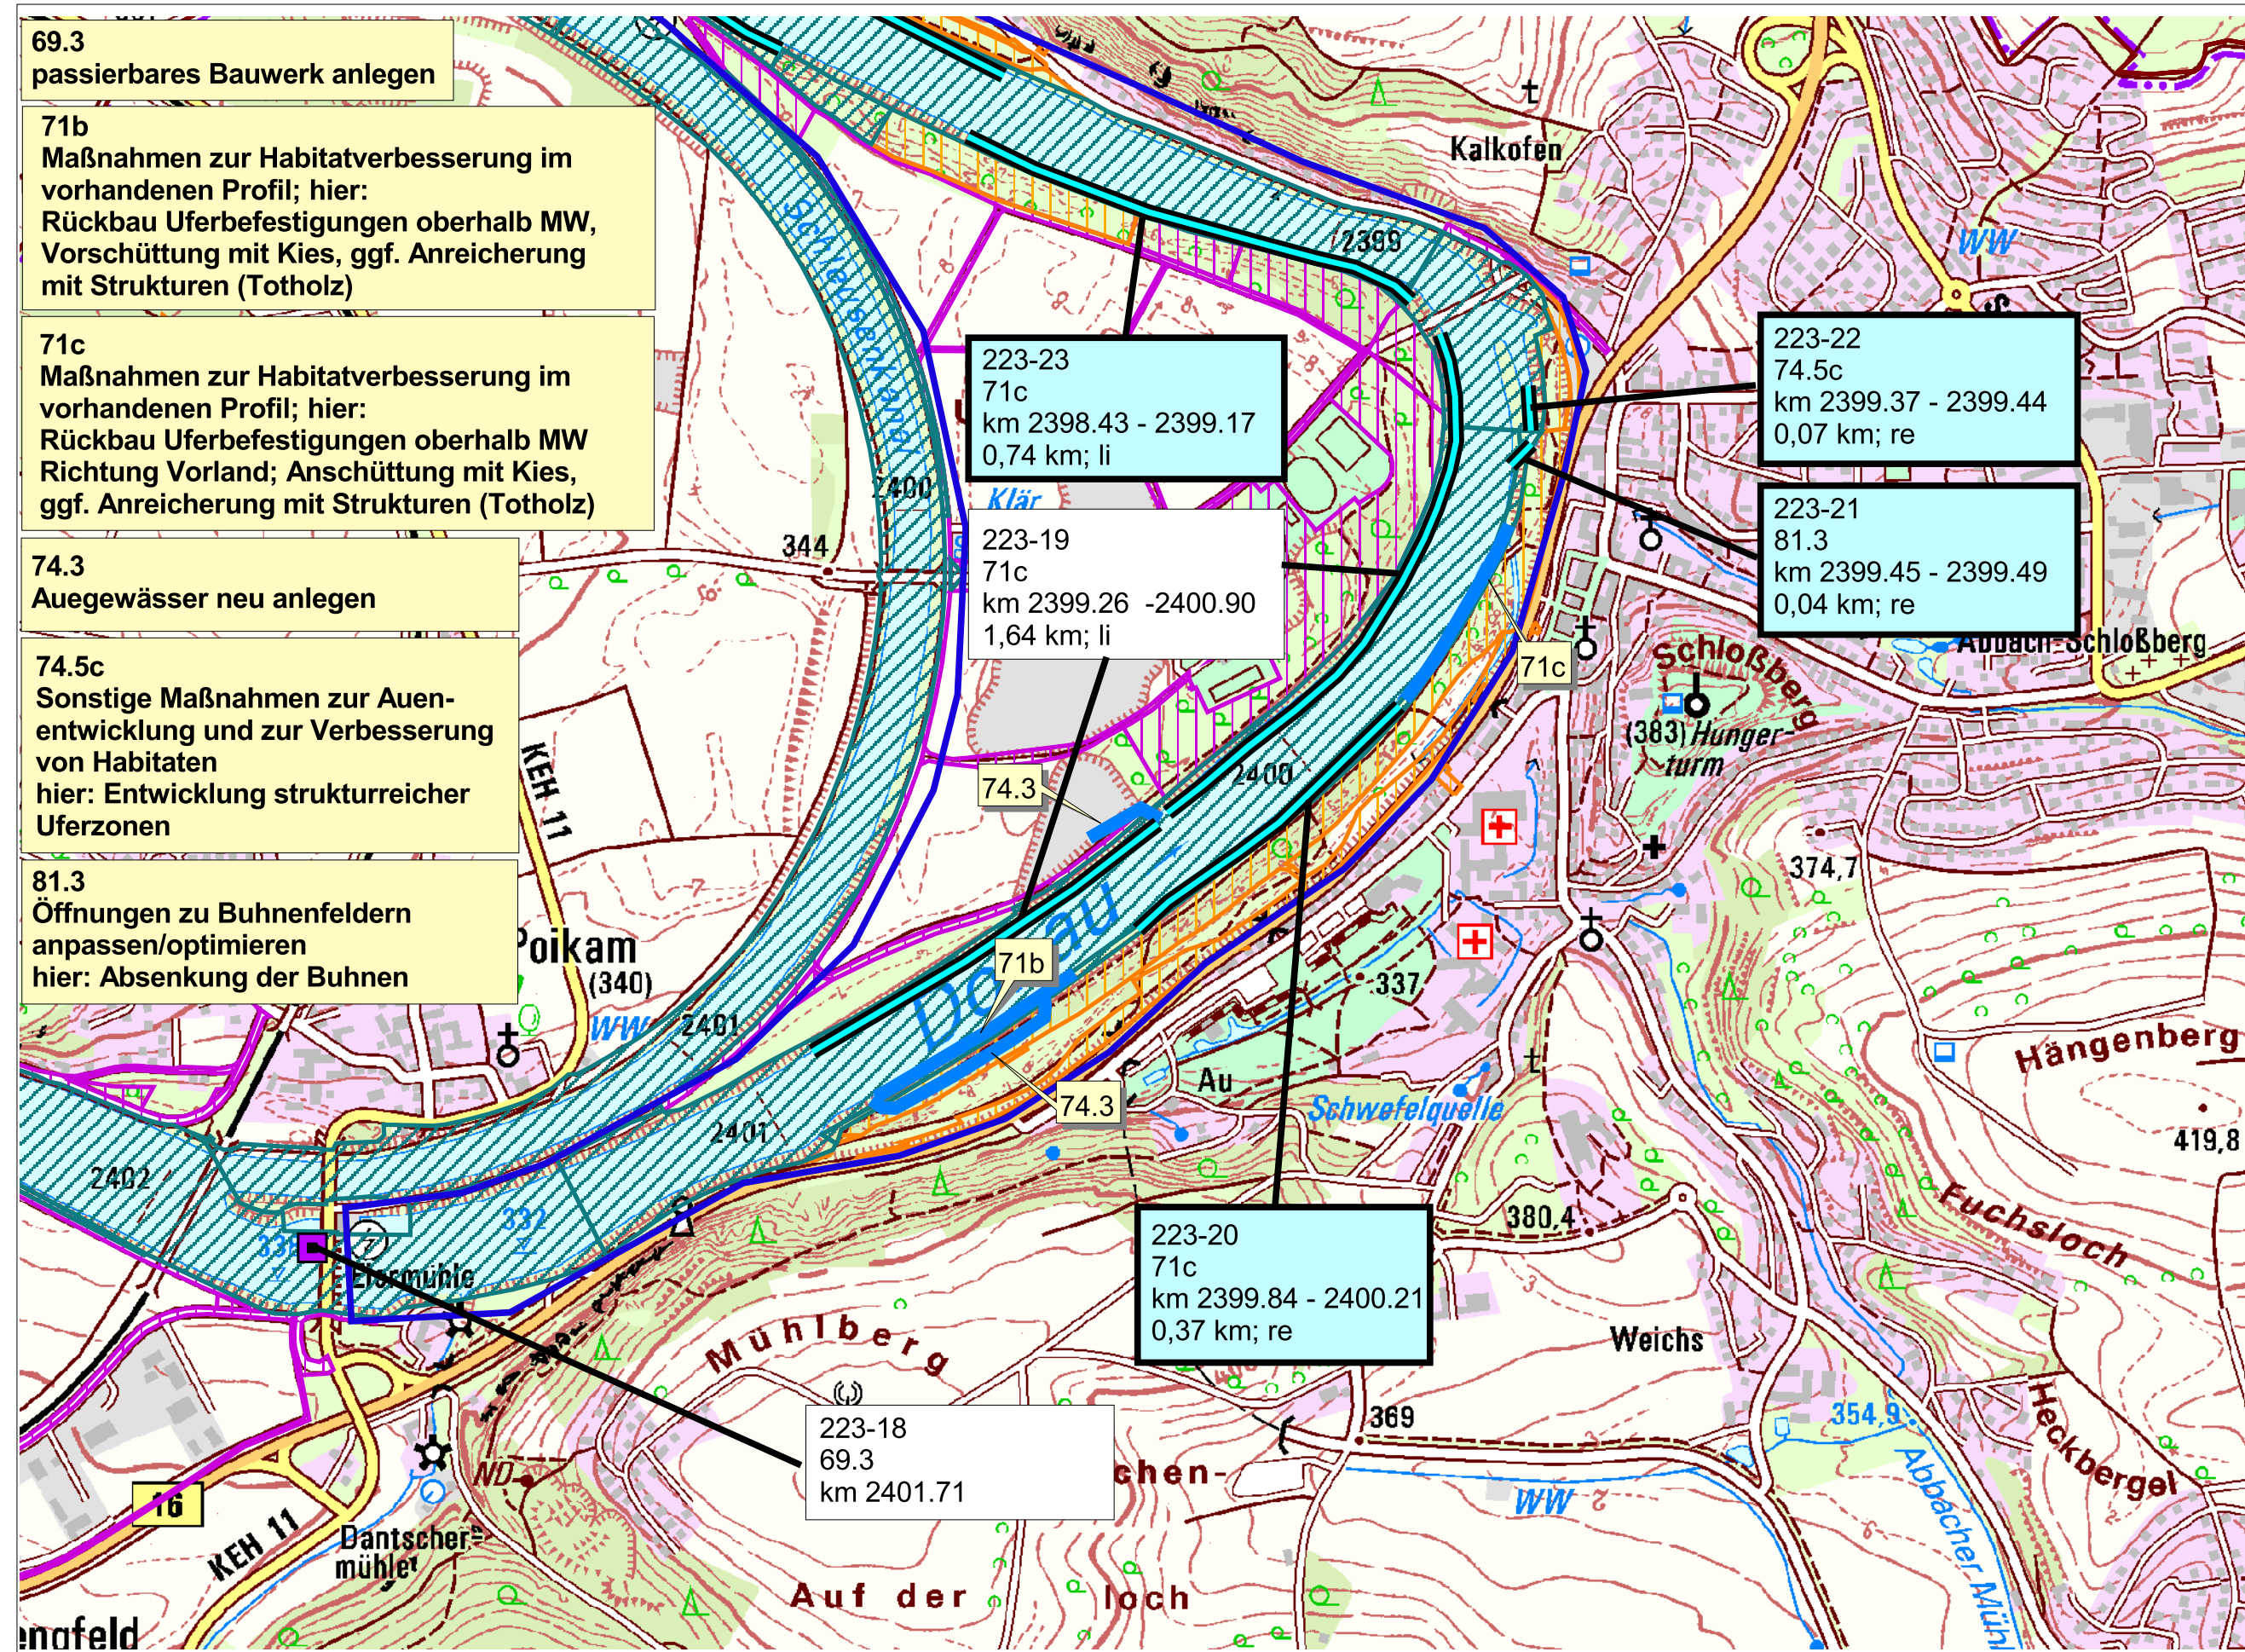 69.3
passierbares Bauwerk anlegen
71b
Maßnahmen zur Habitatverbesserung im
vorhandenen Profil; hier:
Rückbau Uferbefestigungen oberhalb MW,
Vorschüttung mit Kies, ggf. Anreicherung
mit Strukturen (Totholz)
71c
Maßnahmen zur Habitatverbesserung im
vorhandenen Profil; hier:
Rückbau Uferbefestigungen oberhalb MW
Richtung Vorland; Anschüttung mit Kies,
ggf. Anreicherung mit Strukturen (Totholz)
74.3
Auegewässer neu anlegen
74.5c
Sonstige Maßnahmen zur Auen-
entwicklung und zur Verbesserung
von Habitaten
hier: Entwicklung strukturreicher
Uferzonen
81.3
Öffnungen zu Buhnenfeldern
anpassen/optimieren
hier: Absenkung der Buhnen
Kalkofen
2399
WW
Schleusenkanal
223-23
71c
km 2398.43 - 2399.17
0,74 km; li
223-22
74.5c
km 2399.37 - 2399.44
0,07 km; re
2400
Klär
344
223-19
71c
km 2399.26 -2400.90
1,64 km; li
223-21
81.3
km 2399.45 - 2399.49
0,04 km; re
71c
Abbach-Schloßberg
Schloßberg
(383) Hunger-
turm
KEH 11
74.3
2400
374,7
Poikam
(340)
WW
2401
Donau
71b
337
74.3
Au
Schwefelquelle
2401
Hängenberg
419,8
2402
332
Eiermühle
380,4
Fuchsloch
223-20
71c
km 2399.84 - 2400.21
0,37 km; re
Mühlberg
Weichs
223-18
69.3
km 2401.71
369
354,9
Heckbergel
chen-
ND
16
WW
KEH 11
Dantscher-
mühle
Abbacher Mühl
Auf der
loch
engfeld